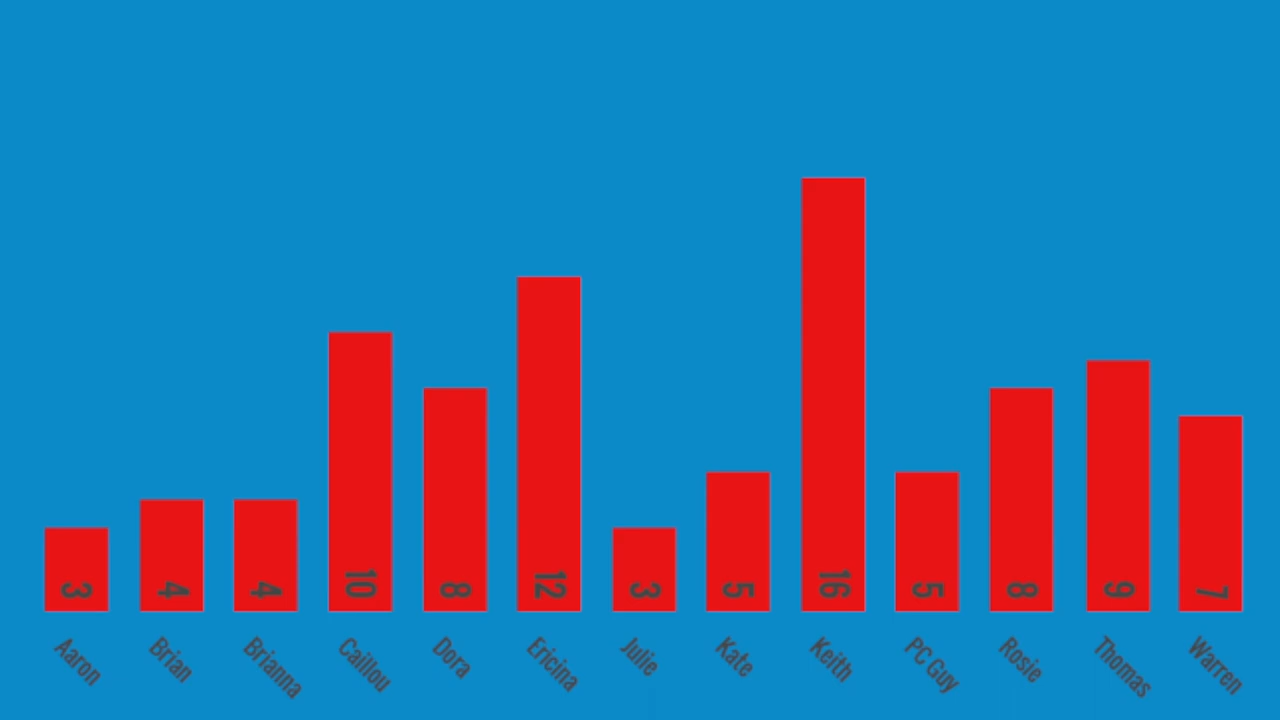 3
4
4
10
8
12
3
5
16
5
8
9
7
Aaron
Brian
Brianna
Caillou
Dora
Ericina
Julie
Kate
Keith
PC Guy
Rosie
Thomas
Warren